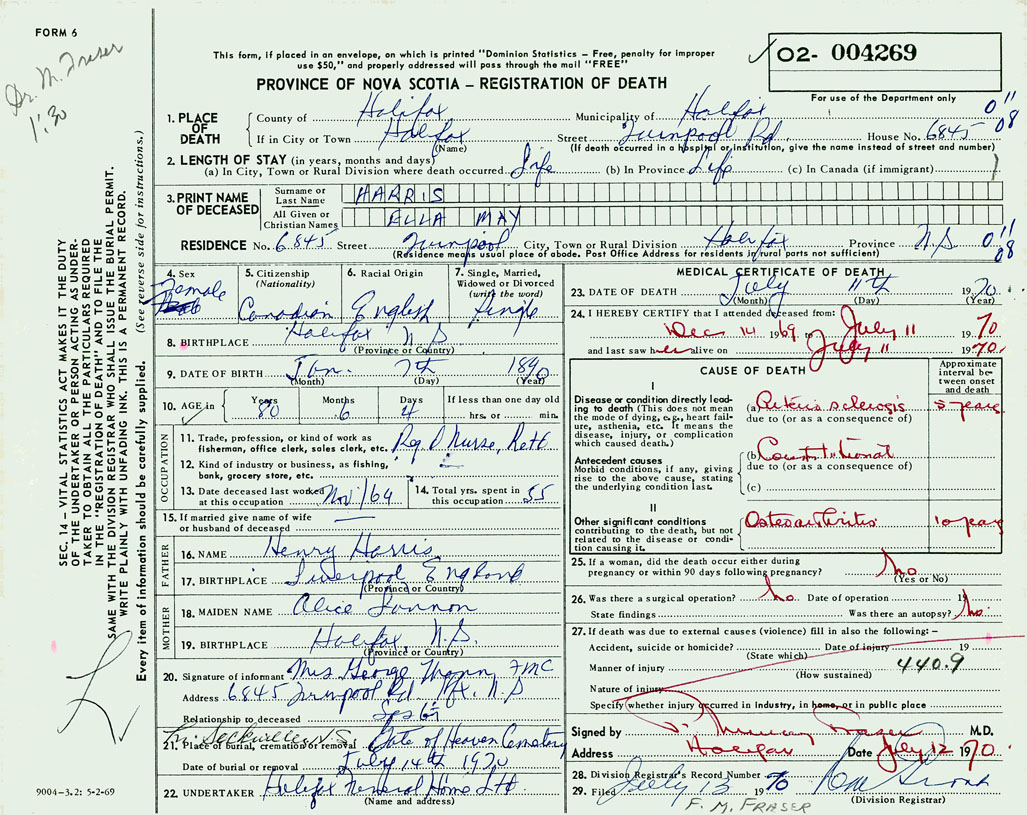 FORM 6
Dr. M. Fraser
1:30
This form, if placed in an envelope, on which is printed "Dominion Statistics – Free, penalty for improper
use $50," and properly addressed will pass through the mail "FREE"
02- 004269
For use of the Department only
PROVINCE OF NOVA SCOTIA – REGISTRATION OF DEATH
1. PLACE OF DEATH
County of Halifax Municipality of Halifax
If in City or Town Halifax Street Rd House No. 6845
(Name) (If death occurred in a hospital or institution, give the name instead of street and number)
0"
08
2. LENGTH OF STAY (in years, months and days)
(a) In City, Town or Rural Division where death occurred Life (b) In Province Life (c) In Canada (if immigrant)
3. PRINT NAME OF DECEASED
Surname or Last Name HARRIS
All Given or Christian Names ELLA MAY
RESIDENCE No. 6845 Street City, Town or Rural Division Halifax Province N.S
(Residence means usual place of abode. Post Office Address for residents in rural parts not sufficient)
0"
08
4. Sex Female
5. Citizenship (Nationality) Canadian
6. Racial Origin English
7. Single, Married, Widowed or Divorced (write the word) Single
8. BIRTHPLACE Halifax N.S
(Province or Country)
9. DATE OF BIRTH Jan. 7th 1890
(Month) (Day) (Year)
10. AGE in Years 80 Months 6 Days 4 If less than one day old hrs. or min.
OCCUPATION
11. Trade, profession, or kind of work as fisherman, office clerk, sales clerk, etc. Reg'd Nurse, Retd
12. Kind of industry or business, as fishing, bank, grocery store, etc.
13. Date deceased last worked at this occupation Nov/64
14. Total yrs. spent in this occupation 55
15. If married give name of wife or husband of deceased
FATHER
16. NAME Henry Harris
17. BIRTHPLACE Liverpool England
(Province or Country)
MOTHER
18. MAIDEN NAME Alice
19. BIRTHPLACE Halifax N.S.
(Province or Country)
20. Signature of informant Mrs George
Address 6845 Rd Hfx. N S
Relationship to deceased
21. Place of burial, cremation or removal Gate of Heaven Cemetery
Lr. Sackville N.S.
Date of burial or removal July 14th 1970
22. UNDERTAKER Halifax Funeral Home Ltd
(Name and address)
MEDICAL CERTIFICATE OF DEATH
23. DATE OF DEATH July 11th 1970
(Month) (Day) (Year)
24. I HEREBY CERTIFY that I attended deceased from:
Dec 14 1969 to July 11 1970
and last saw her alive on July 11 1970.
CAUSE OF DEATH
Approximate interval between onset and death
I
Disease or condition directly leading to death (This does not mean the mode of dying, e.g., heart failure, asthenia, etc. It means the disease, injury, or complication which caused death.)
(a) Arteriosclerosis 5 years
due to (or as a consequence of)
Antecedent causes
Morbid conditions, if any, giving rise to the above cause, stating the underlying condition last.
(b) Constitutional
due to (or as a consequence of)
(c)
II
Other significant conditions contributing to the death, but not related to the disease or condition causing it.
Osteoarthritis 10 years
25. If a woman, did the death occur either during pregnancy or within 90 days following pregnancy? No
(Yes or No)
26. Was there a surgical operation? No. Date of operation 19
State findings Was there an autopsy? No.
27. If death was due to external causes (violence) fill in also the following: –
Accident, suicide or homicide? Date of injury 19
(State which)
Manner of injury 440.9
(How sustained)
Nature of injury
Specify whether injury occurred in industry, in home, or in public place
Signed by F. Murray Fraser M.D.
Address Halifax Date July 12 1970.
28. Division Registrar's Record Number
29. Filed July 13 1970
(Division Registrar)
F. M. FRASER
SEC. 14 – VITAL STATISTICS ACT MAKES IT THE DUTY
OF THE UNDERTAKER OR PERSON ACTING AS UNDER-
TAKER TO OBTAIN ALL THE PARTICULARS REQUIRED
IN THE "REGISTRATION OF DEATH" AND TO FILE THE
SAME WITH THE DIVISION REGISTRAR WHO SHALL ISSUE THE BURIAL PERMIT.
WRITE PLAINLY WITH UNFADING INK. THIS IS A PERMANENT RECORD.
Every item of information should be carefully supplied. (See reverse side for instructions.)
9004-3.2: 5-2-69